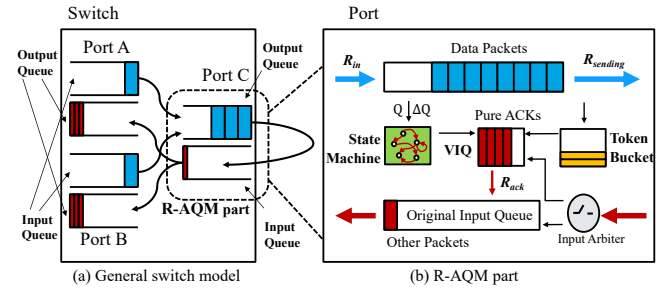 Switch
Port A
Output
Queue
Port C
Output
Queue
Input
Queue
Port B
R-AQM part
Input
Queue
(a) General switch model
Port
Data Packets
R_in
R_sending
Q ΔQ
Pure ACKs
State
Machine
VIQ
Token
Bucket
R_ack
Original Input Queue
Other Packets
Input Arbiter
(b) R-AQM part